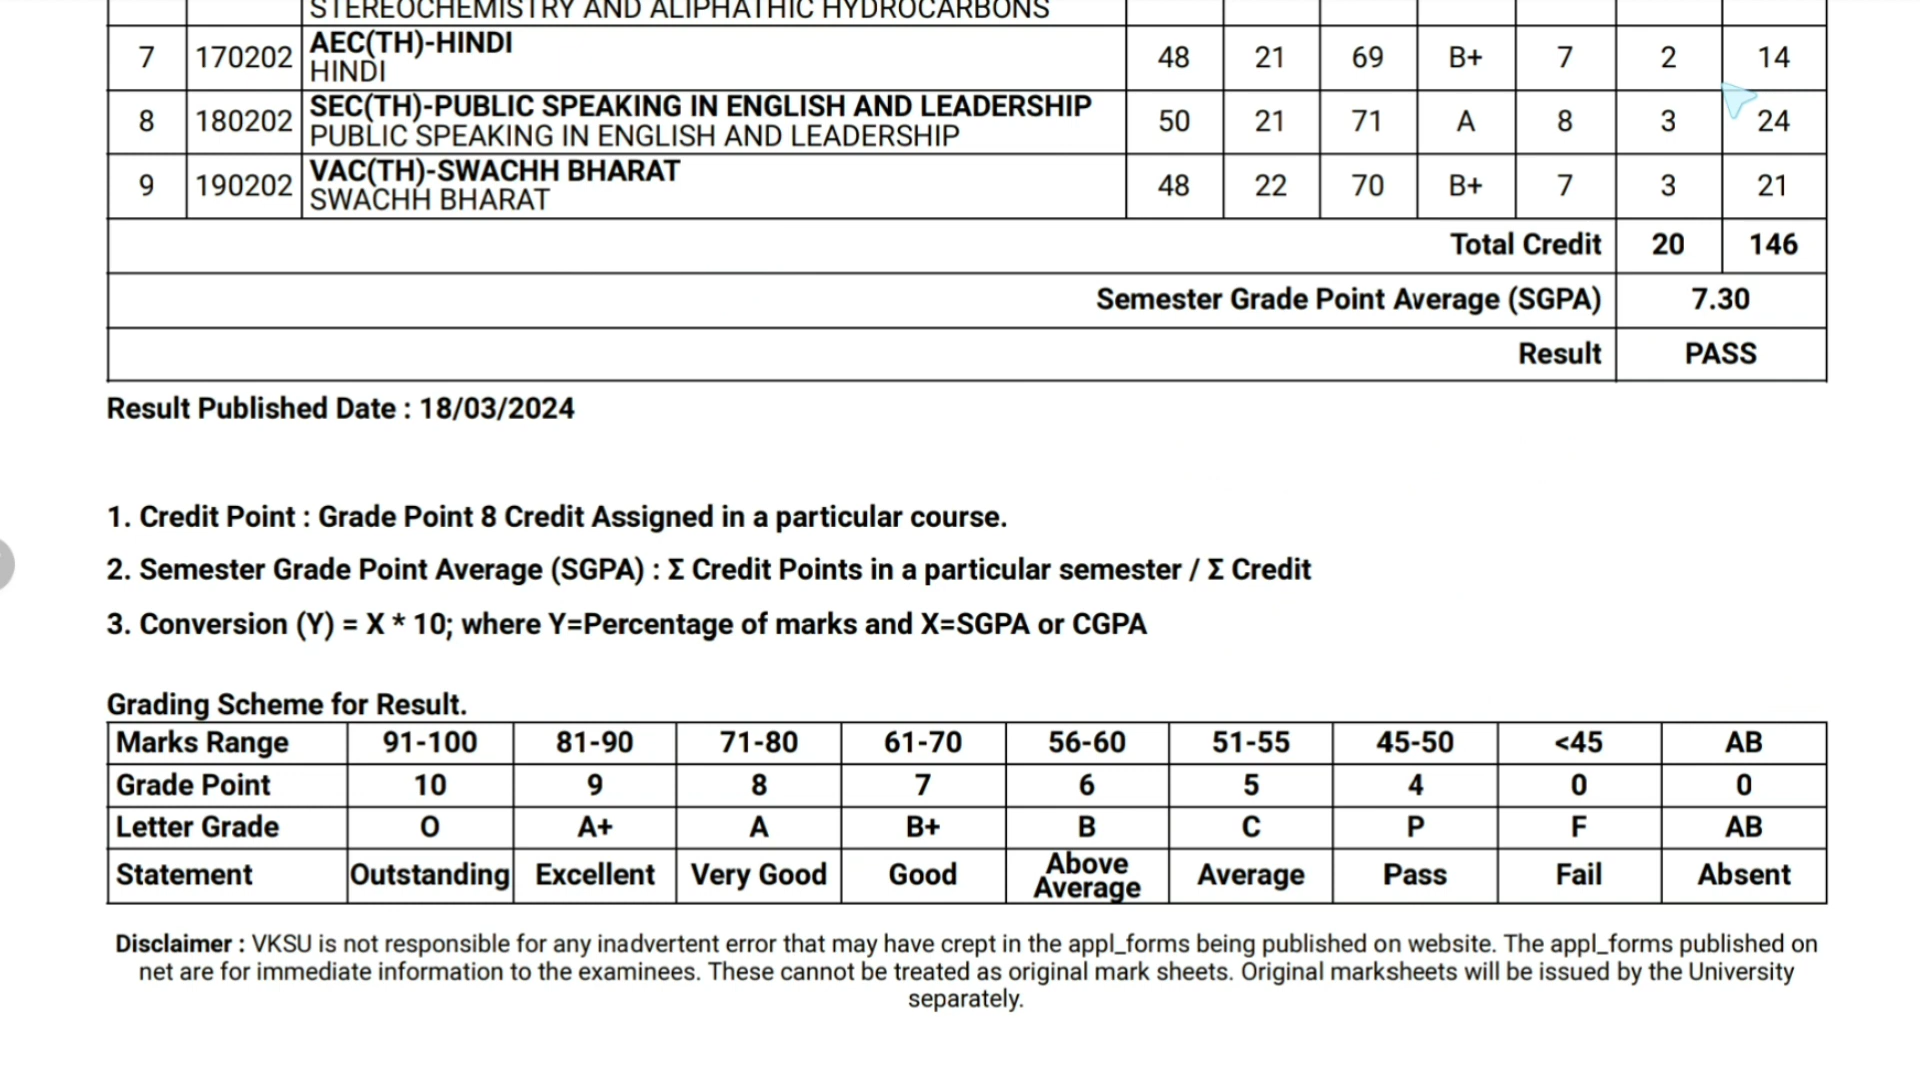 STEREOCHEMISTRY AND ALIPHATHIC HYDROCARBONS
7 170202 AEC(TH)-HINDI 48 21 69 B+ 7 2 14
HINDI
8 180202 SEC(TH)-PUBLIC SPEAKING IN ENGLISH AND LEADERSHIP 50 21 71 A 8 3 24
PUBLIC SPEAKING IN ENGLISH AND LEADERSHIP
9 190202 VAC(TH)-SWACHH BHARAT 48 22 70 B+ 7 3 21
SWACHH BHARAT
Total Credit 20 146
Semester Grade Point Average (SGPA) 7.30
Result PASS
Result Published Date : 18/03/2024
1. Credit Point : Grade Point 8 Credit Assigned in a particular course.
2. Semester Grade Point Average (SGPA) : Σ Credit Points in a particular semester / Σ Credit
3. Conversion (Y) = X * 10; where Y=Percentage of marks and X=SGPA or CGPA
Grading Scheme for Result.
Marks Range 91-100 81-90 71-80 61-70 56-60 51-55 45-50 <45 AB
Grade Point 10 9 8 7 6 5 4 0 0
Letter Grade O A+ A B+ B C P F AB
Statement Outstanding Excellent Very Good Good Above Average Average Pass Fail Absent
Disclaimer : VKSU is not responsible for any inadvertent error that may have crept in the appl_forms being published on website. The appl_forms published on
net are for immediate information to the examinees. These cannot be treated as original mark sheets. Original marksheets will be issued by the University
separately.